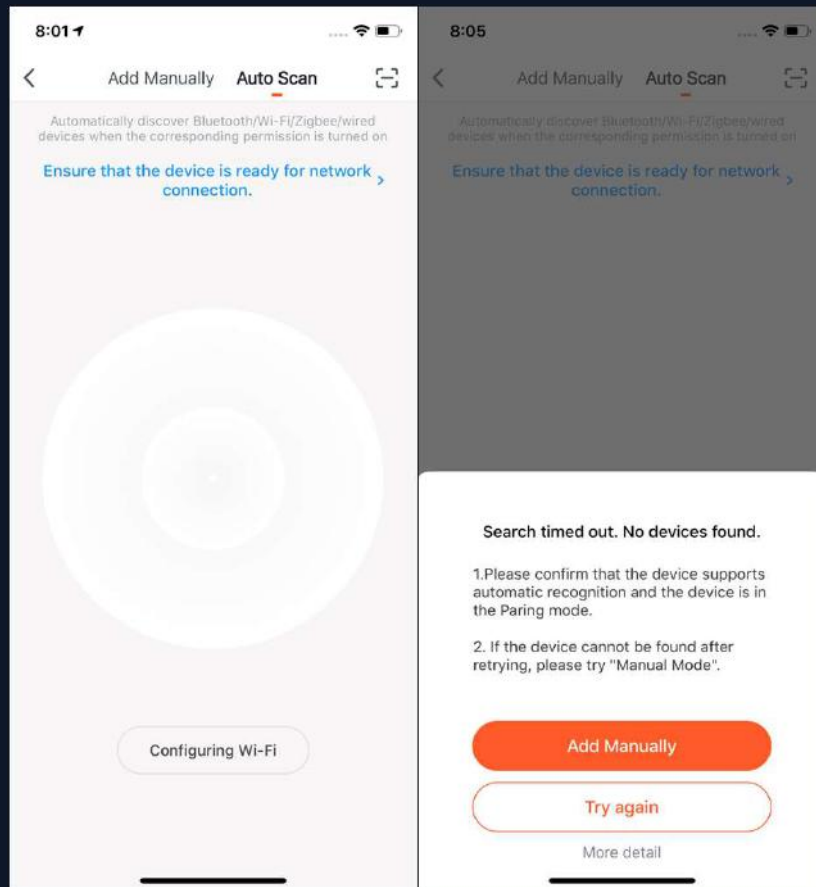 8:01
Add Manually Auto Scan
Automatically discover Bluetooth/Wi-Fi/Zigbee/wired
devices when the corresponding permission is turned on
Ensure that the device is ready for network
connection.
Configuring Wi-Fi
8:05
Add Manually Auto Scan
Automatically discover Bluetooth/Wi-Fi/Zigbee/wired
devices when the corresponding permission is turned on
Ensure that the device is ready for network
connection.
Search timed out. No devices found.
1.Please confirm that the device supports
automatic recognition and the device is in
the Paring mode.
2. If the device cannot be found after
retrying, please try "Manual Mode".
Add Manually
Try again
More detail